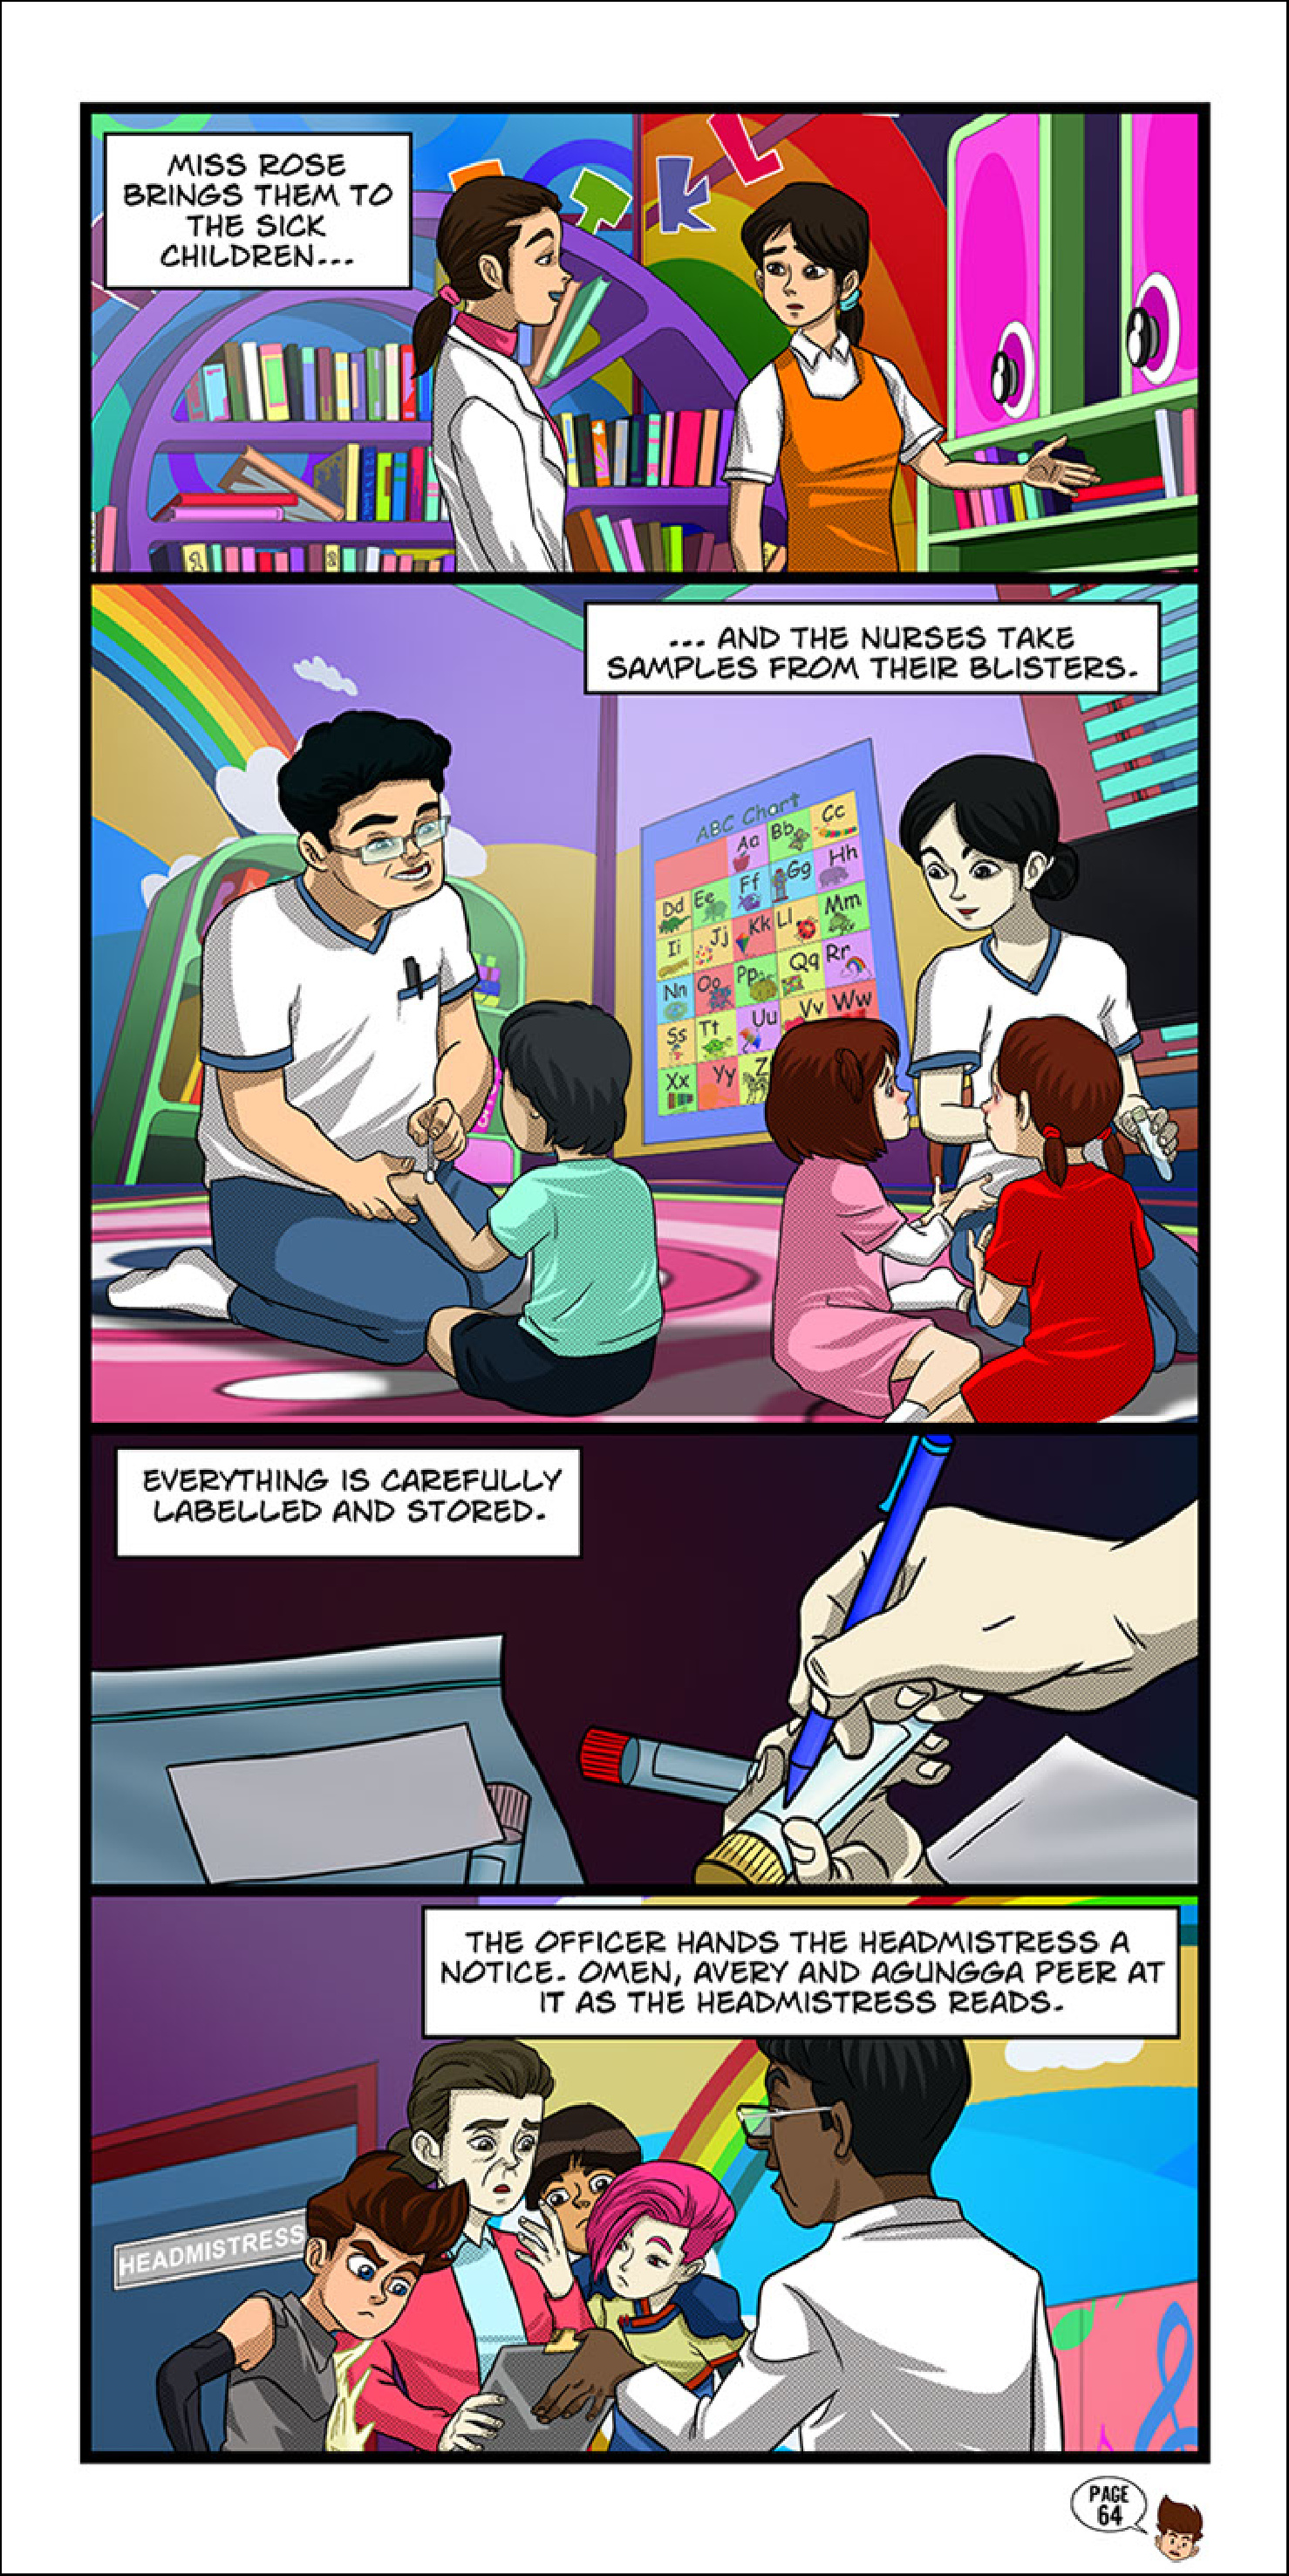 MISS ROSE
BRINGS THEM TO
THE SICK
CHILDREN...
T K L
... AND THE NURSES TAKE
SAMPLES FROM THEIR BLISTERS.
ABC Chart
Aa Bb Cc
Dd Ee Ff Gg Hh
Ii Jj Kk Ll Mm
Nn Oo Pp Qq Rr
Ss Tt Uu Vv Ww
Xx Yy Z
EVERYTHING IS CAREFULLY
LABELLED AND STORED.
THE OFFICER HANDS THE HEADMISTRESS A
NOTICE. OMEN, AVERY AND AGUNGGA PEER AT
IT AS THE HEADMISTRESS READS.
HEADMISTRESS
PAGE
64